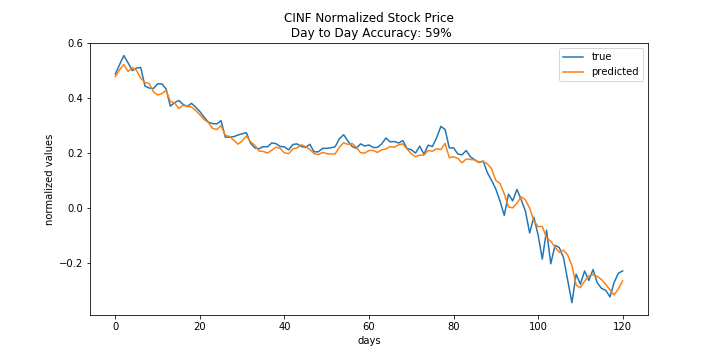 CINF Normalized Stock Price
Day to Day Accuracy: 59%
true
predicted
normalized values
0.6
0.4
0.2
0.0
−0.2
0
20
40
60
80
100
120
days